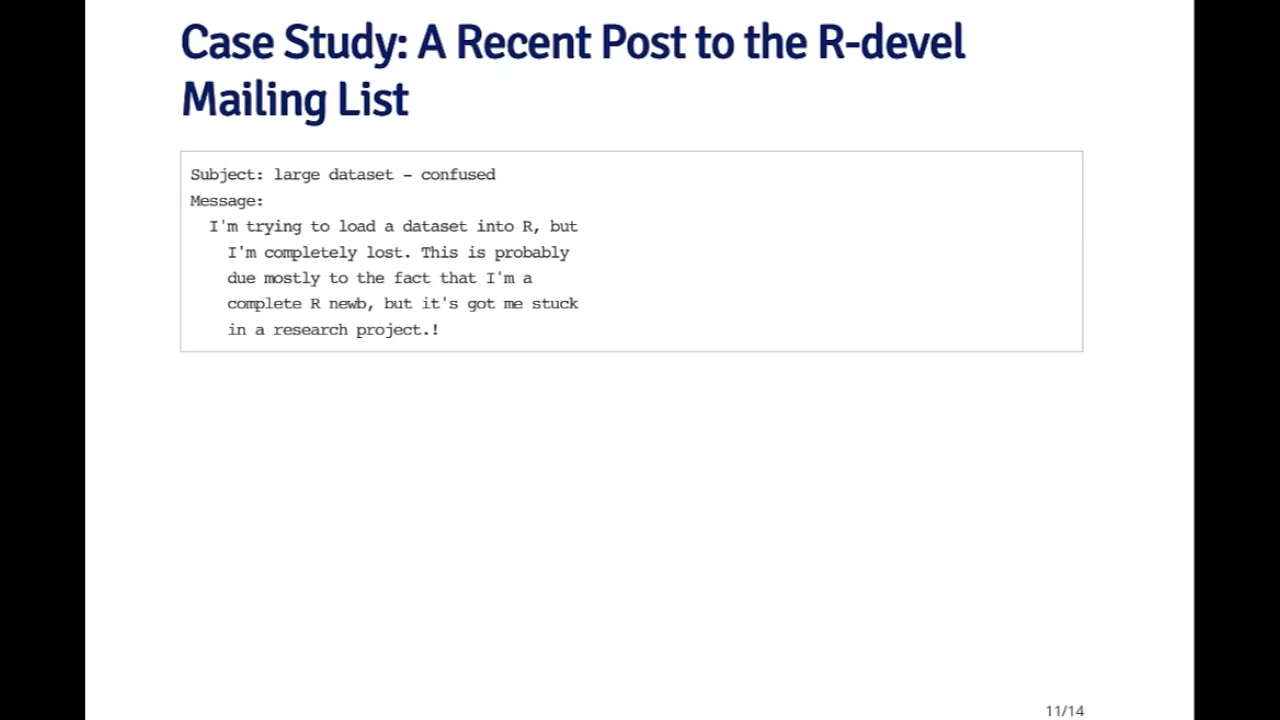 Case Study: A Recent Post to the R-devel
Mailing List
Subject: large dataset - confused
Message:
I'm trying to load a dataset into R, but
I'm completely lost. This is probably
due mostly to the fact that I'm a
complete R newb, but it's got me stuck
in a research project.!
11/14